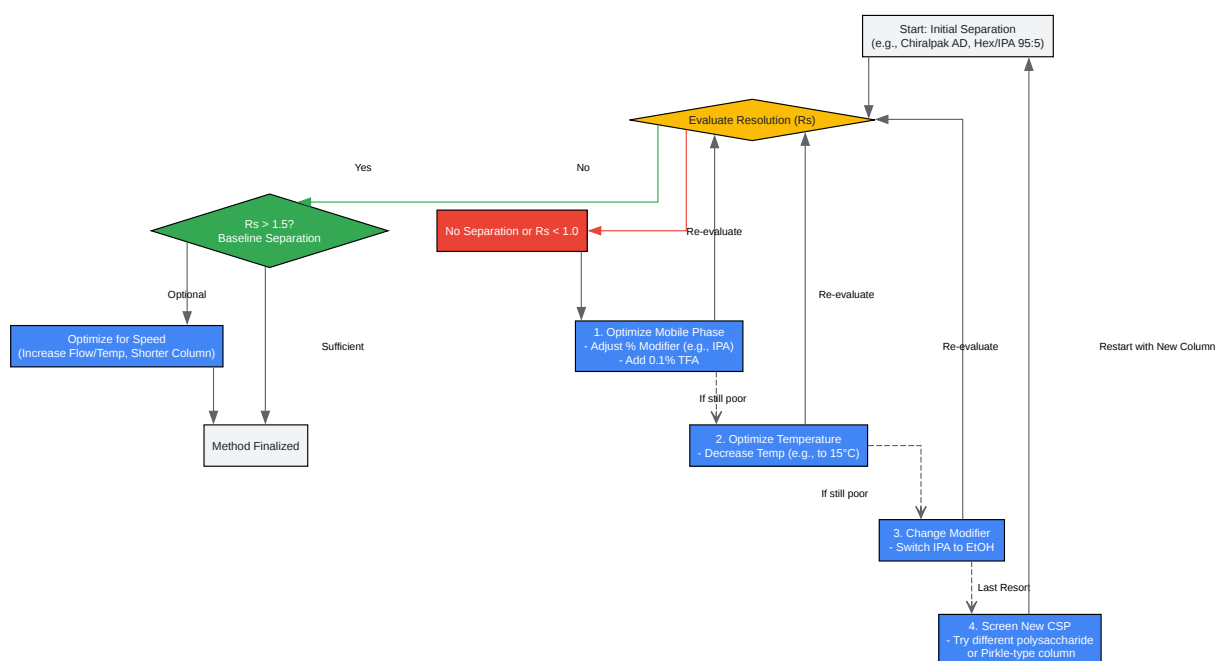 Start: Initial Separation
(e.g., Chiralpak AD, Hex/IPA 95:5)
Evaluate Resolution (Rs)
Yes
No
Rs > 1.5?
Baseline Separation
No Separation or Rs < 1.0
Re-evaluate
Optional
Re-evaluate
Optimize for Speed
(Increase Flow/Temp, Shorter Column)
Sufficient
1. Optimize Mobile Phase
- Adjust % Modifier (e.g., IPA)
- Add 0.1% TFA
Re-evaluate
Restart with New Column
If still poor
Method Finalized
2. Optimize Temperature
- Decrease Temp (e.g., to 15°C)
If still poor
3. Change Modifier
- Switch IPA to EtOH
Last Resort
4. Screen New CSP
- Try different polysaccharide
or Pirkle-type column